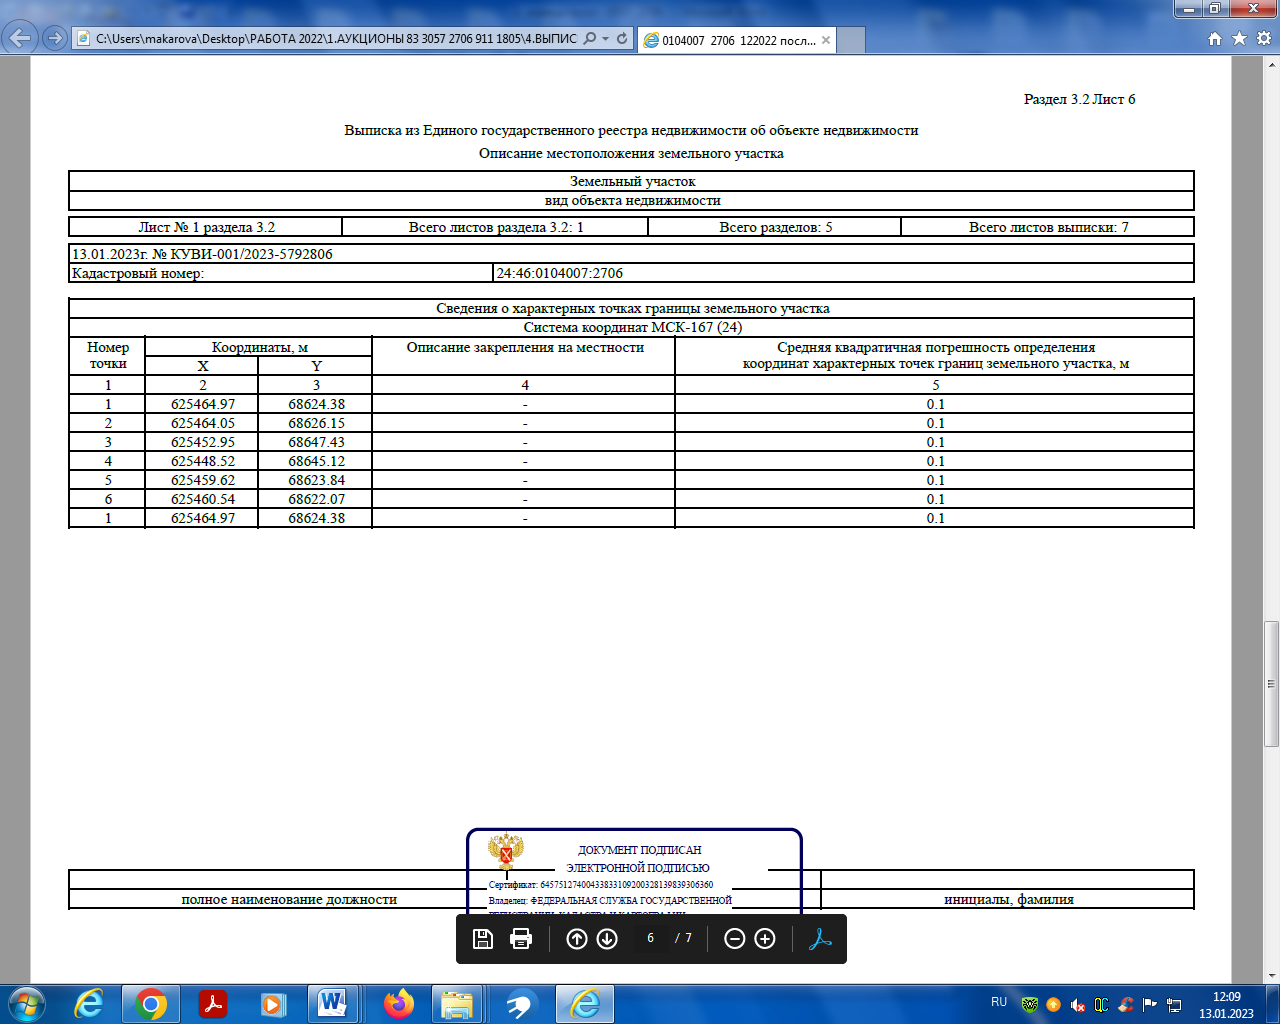 C:\Users\makarova\Desktop\РАБОТА 2022\1.АУКЦИОНЫ 83 3057 2706 911 1805\4.ВЫПИС
0104007 2706 122022 посл...
Раздел 3.2 Лист 6
Выписка из Единого государственного реестра недвижимости об объекте недвижимости
Описание местоположения земельного участка
Земельный участок
вид объекта недвижимости
Лист № 1 раздела 3.2 Всего листов раздела 3.2: 1 Всего разделов: 5 Всего листов выписки: 7
13.01.2023г. № КУВИ-001/2023-5792806
Кадастровый номер: 24:46:0104007:2706
Сведения о характерных точках границы земельного участка
Система координат МСК-167 (24)
Номер точки Координаты, м Описание закрепления на местности Средняя квадратичная погрешность определения координат характерных точек границ земельного участка, м
X Y
1 2 3 4 5
1 625464.97 68624.38 - 0.1
2 625464.05 68626.15 - 0.1
3 625452.95 68647.43 - 0.1
4 625448.52 68645.12 - 0.1
5 625459.62 68623.84 - 0.1
6 625460.54 68622.07 - 0.1
1 625464.97 68624.38 - 0.1
ДОКУМЕНТ ПОДПИСАН
ЭЛЕКТРОННОЙ ПОДПИСЬЮ
Сертификат: 645751274004338331092003281398393063​60
Владелец: ФЕДЕРАЛЬНАЯ СЛУЖБА ГОСУДАРСТВЕННОЙ
РЕГИСТРАЦИИ, КАДАСТРА И КАРТОГРАФИИ
полное наименование должности инициалы, фамилия
6 / 7
RU
12:09
13.01.2023